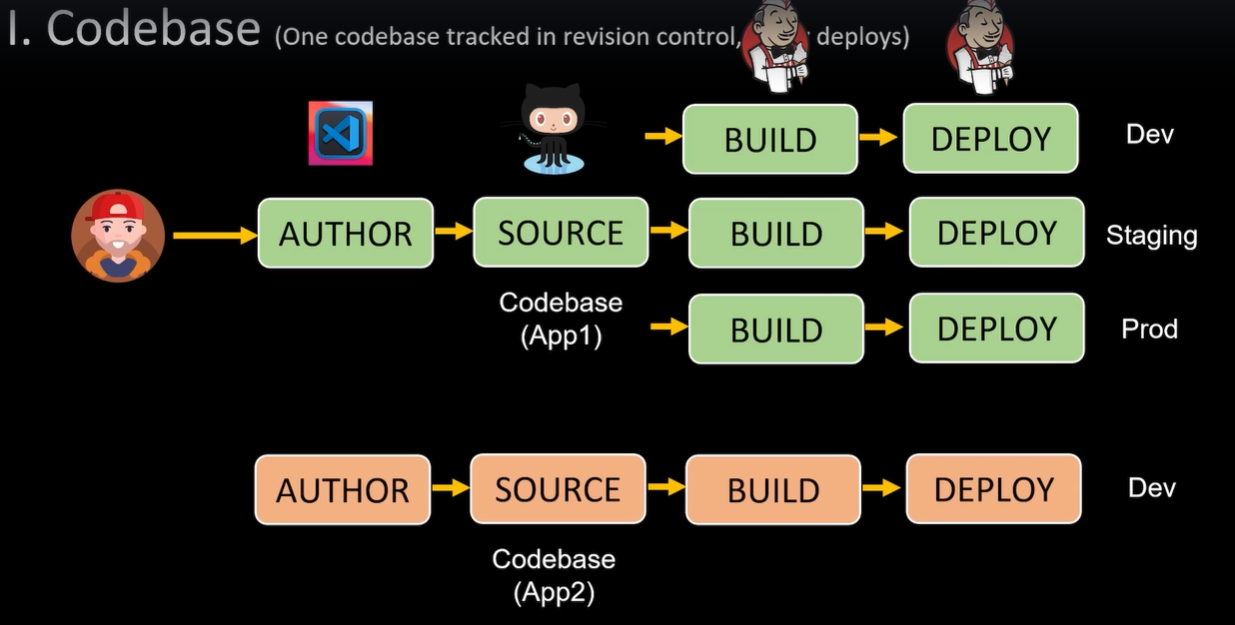 I. Codebase (One codebase tracked in revision control, deploys)
BUILD DEPLOY Dev
AUTHOR SOURCE BUILD DEPLOY Staging
Codebase
(App1)
BUILD DEPLOY Prod
AUTHOR SOURCE BUILD DEPLOY Dev
Codebase
(App2)